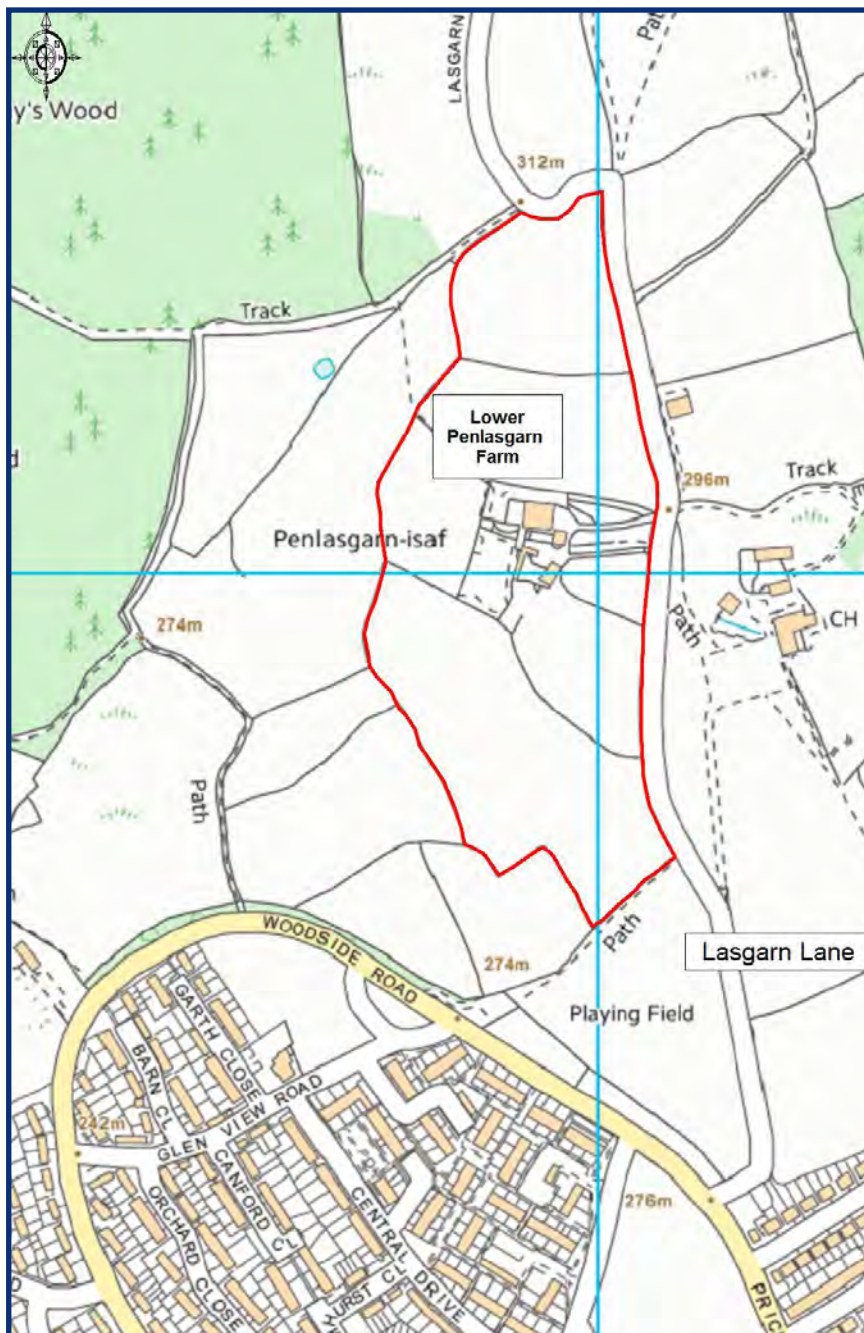 LASGARN
Pat
y's Wood
312m
Track
Lower
Penlasgarn
Farm
296m
Track
Penlasgarn-isaf
Path
CH
274m
Path
WOODSIDE ROAD
274m
Path
Lasgarn Lane
Playing Field
GARTH CLOSE
BARN CL
GLEN VIEW ROAD
242m
CANFORD CL
ORCHARD CLOSE
CENTRAL DRIVE
HURST CL
276m
PRIC